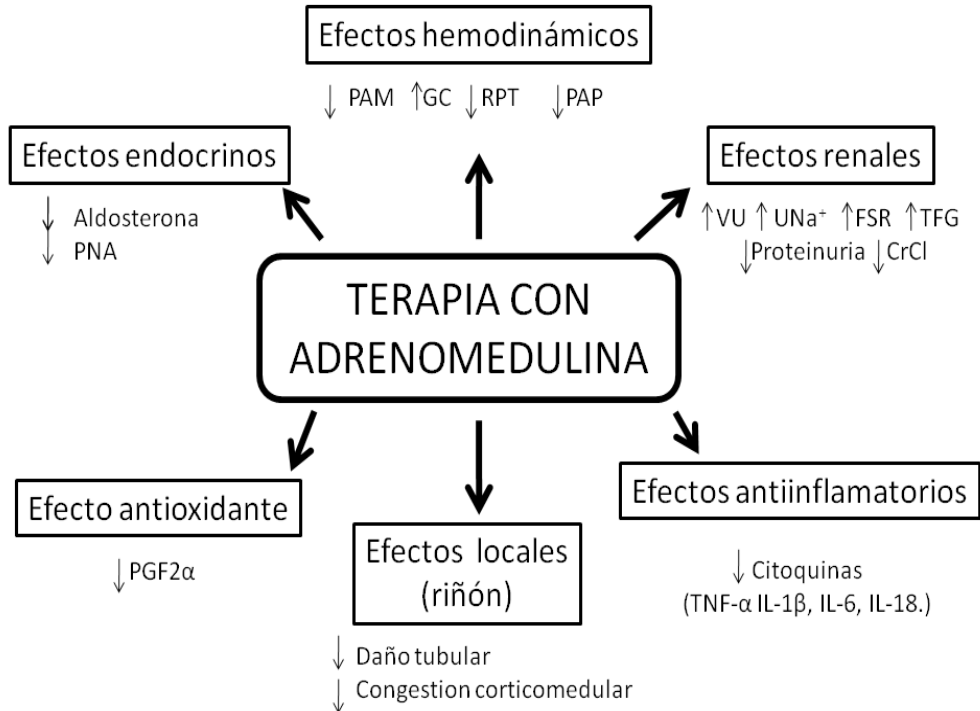 Efectos hemodinámicos
↓ PAM ↑GC ↓RPT ↓PAP
Efectos endocrinos
↓ Aldosterona
↓ PNA
Efectos renales
↑VU ↑ UNa⁺ ↑FSR ↑TFG
↓Proteinuria ↓CrCl
TERAPIA CON
ADRENOMEDULINA
Efecto antioxidante
↓PGF2α
Efectos locales
(riñón)
↓ Daño tubular
↓ Congestion corticomedular
Efectos antiinflamatorios
↓ Citoquinas
(TNF-α IL-1β, IL-6, IL-18.)